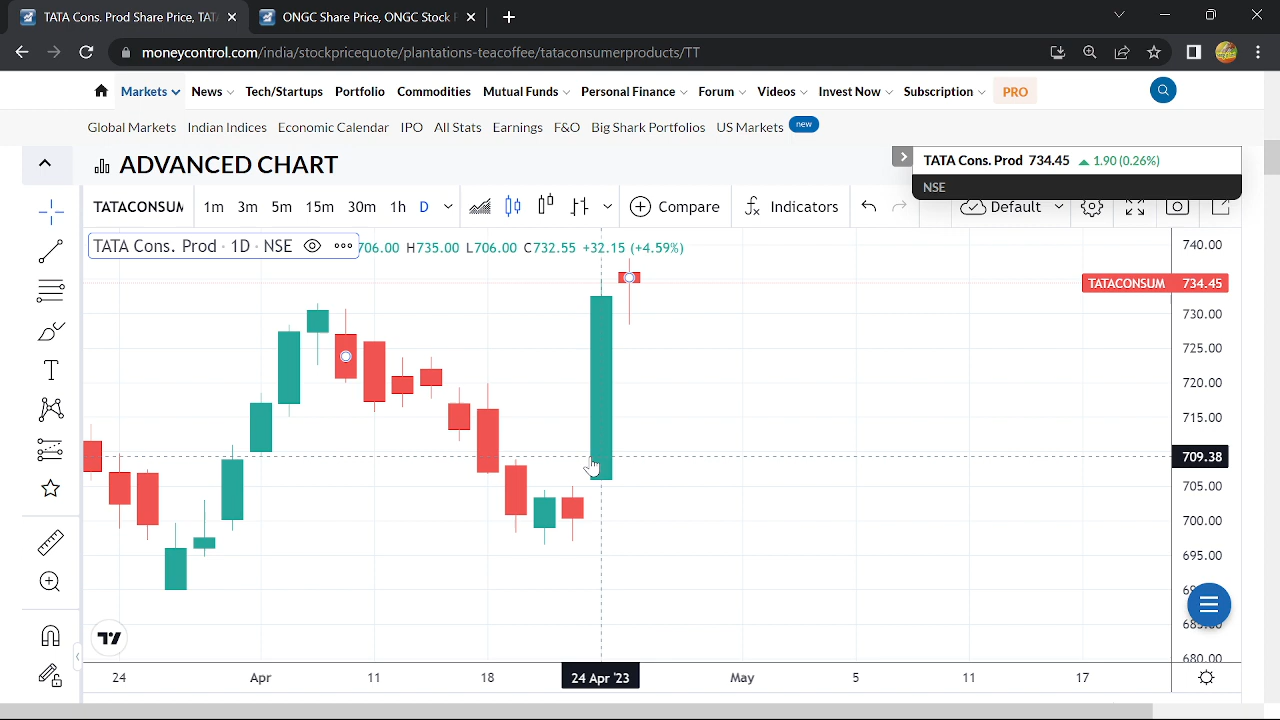 TATA Cons. Prod Share Price, TATA
ONGC Share Price, ONGC Stock P
moneycontrol.com/india/stockpricequote/plantations-teacoffee/tataconsumerproducts/TT
Markets News Tech/Startups Portfolio Commodities Mutual Funds Personal Finance Forum Videos Invest Now Subscription PRO
Global Markets Indian Indices Economic Calendar IPO All Stats Earnings F&O Big Shark Portfolios US Markets new
ADVANCED CHART
TATA Cons. Prod 734.45 ▲ 1.90 (0.26%)
NSE
TATACONSUM 1m 3m 5m 15m 30m 1h D Compare Indicators Default
TATA Cons. Prod · 1D · NSE 706.00 H735.00 L706.00 C732.55 +32.15 (+4.59%)
740.00
TATACONSUM 734.45
730.00
725.00
720.00
715.00
709.38
705.00
700.00
695.00
680.00
24 Apr 11 18 24 Apr '23 May 5 11 17